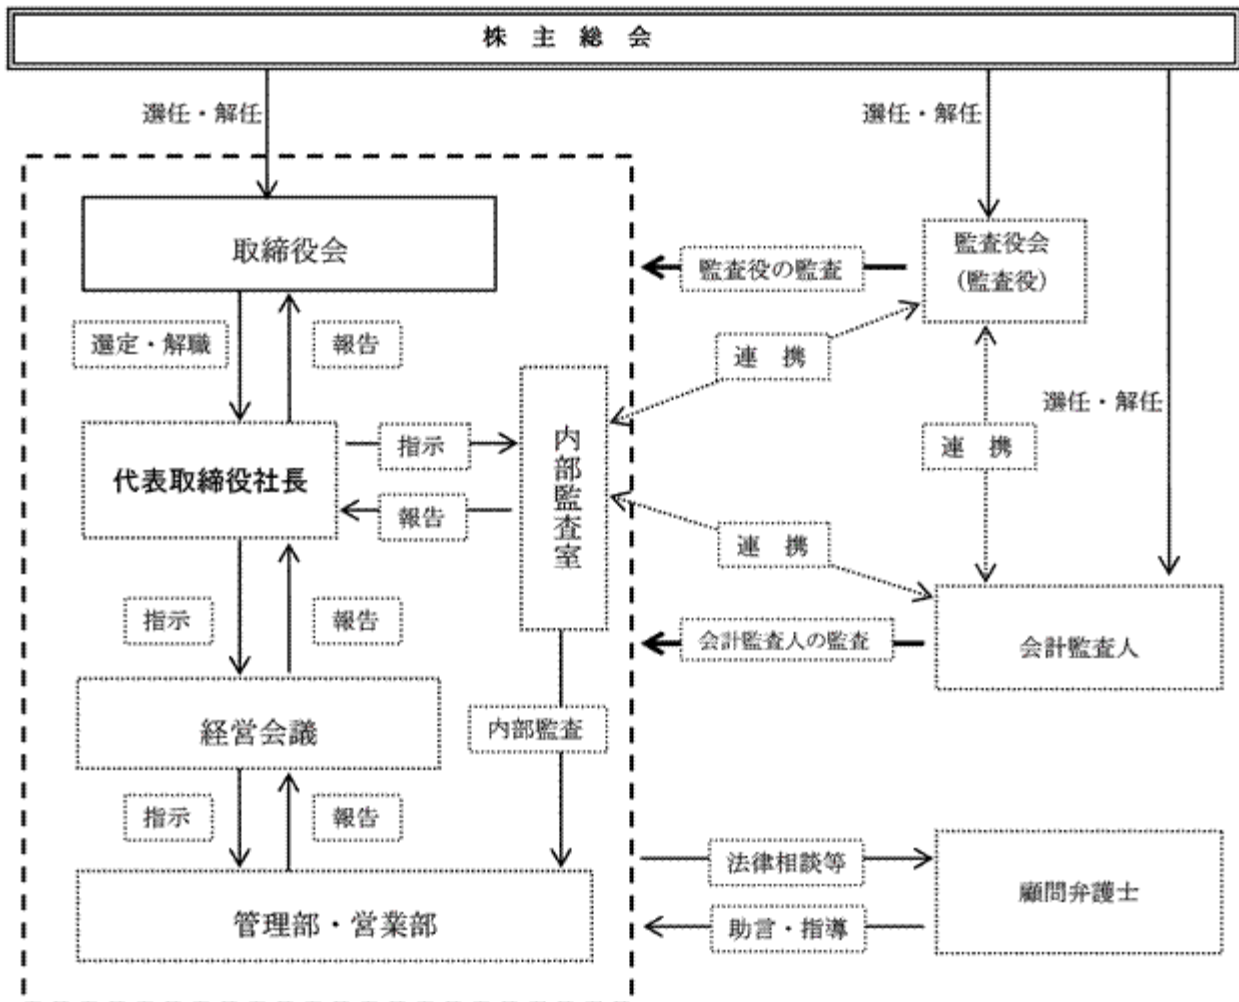 株 主 総 会
選任・解任
選任・解任
取締役会
監査役の監査
監査役会
(監査役)
選定・解職
報告
連 携
選任・解任
指示
内部監査室
連 携
代表取締役社長
報告
連 携
指示
報告
会計監査人の監査
会計監査人
経営会議
内部監査
指示
報告
法律相談等
顧問弁護士
管理部・営業部
助言・指導